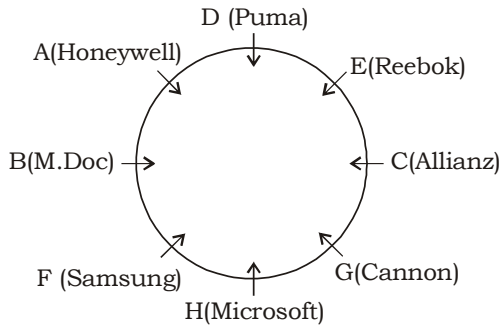 D (Puma)
A(Honeywell)
E(Reebok)
B(M.Doc)
C(Allianz)
F (Samsung)
G(Cannon)
H(Microsoft)